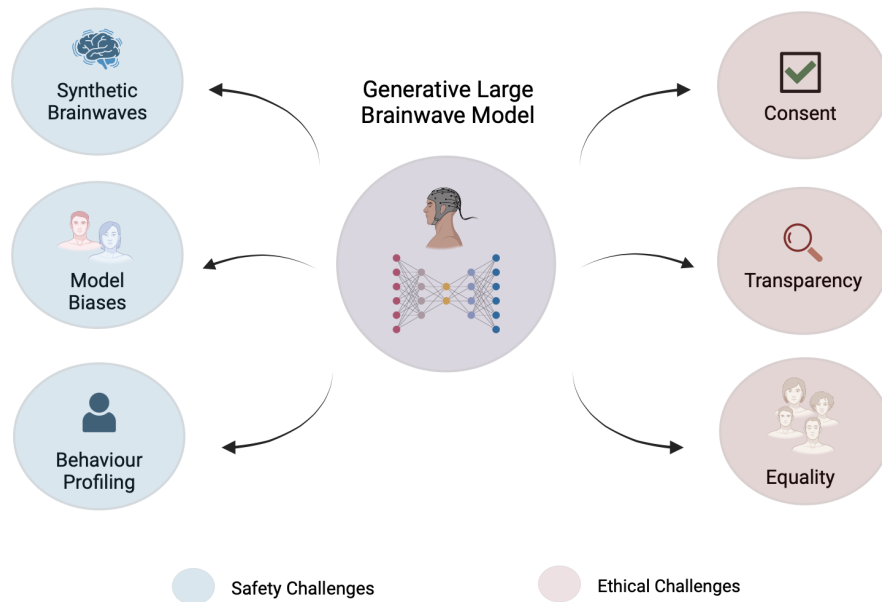 Generative Large
Brainwave Model
Synthetic
Brainwaves
Model
Biases
Behaviour
Profiling
Consent
Transparency
Equality
Safety Challenges
Ethical Challenges